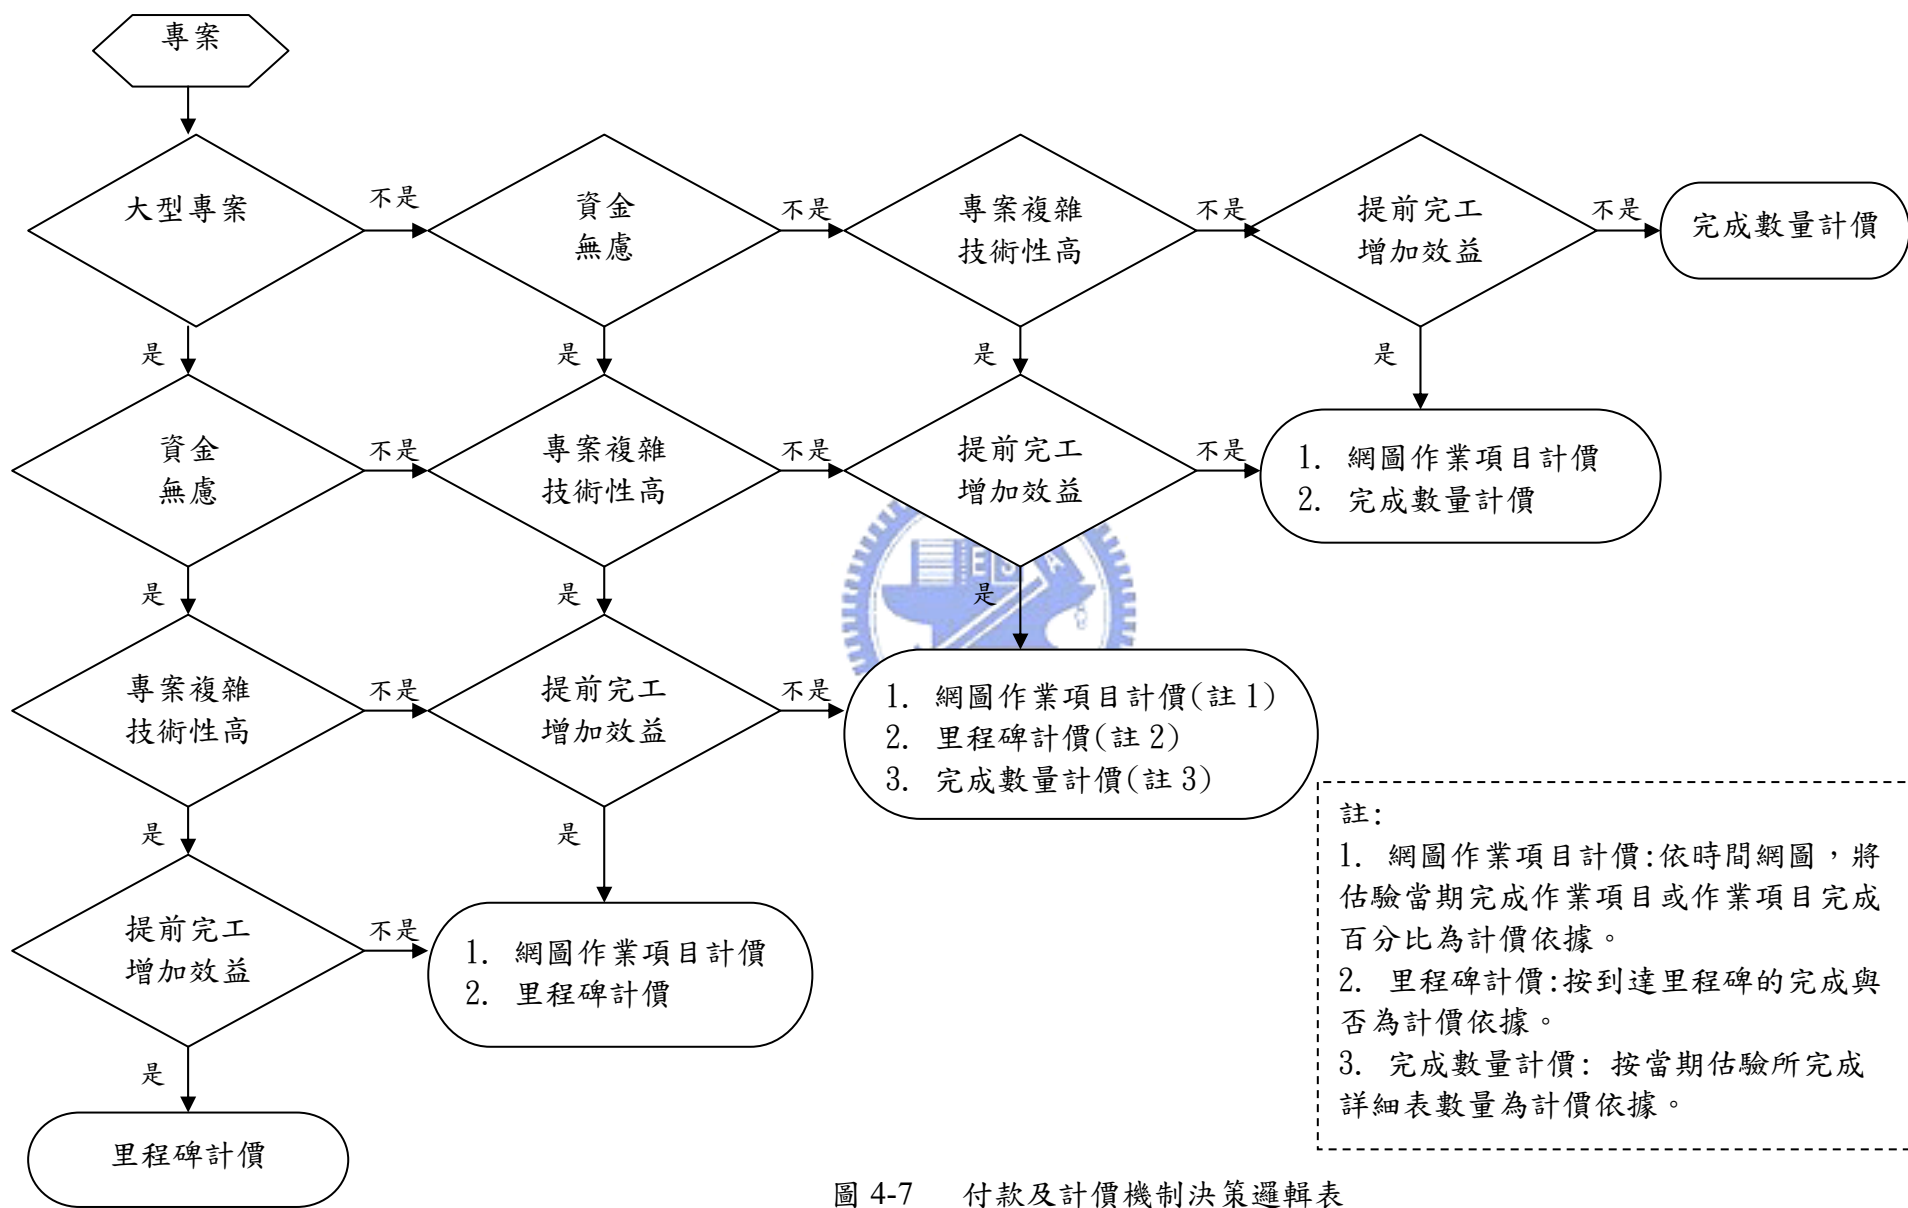 專案
大型專案
不是
資金
無慮
不是
專案複雜
技術性高
不是
提前完工
增加效益
不是
完成數量計價
是
是
是
是
資金
無慮
不是
專案複雜
技術性高
不是
提前完工
增加效益
不是
1. 網圖作業項目計價
2. 完成數量計價
是
是
是
專案複雜
技術性高
不是
提前完工
增加效益
不是
1. 網圖作業項目計價(註 1)
2. 里程碑計價(註 2)
3. 完成數量計價(註 3)
是
是
提前完工
增加效益
不是
1. 網圖作業項目計價
2. 里程碑計價
是
里程碑計價
註:
1. 網圖作業項目計價:依時間網圖，將
估驗當期完成作業項目或作業項目完成
百分比為計價依據。
2. 里程碑計價:按到達里程碑的完成與
否為計價依據。
3. 完成數量計價: 按當期估驗所完成
詳細表數量為計價依據。
圖 4-7 付款及計價機制決策邏輯表